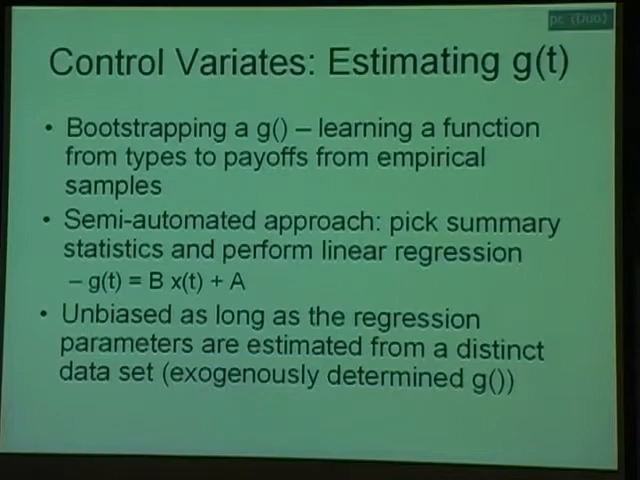 pc (Duo)
Control Variates: Estimating g(t)
• Bootstrapping a g() – learning a function
from types to payoffs from empirical
samples
• Semi-automated approach: pick summary
statistics and perform linear regression
– g(t) = B x(t) + A
• Unbiased as long as the regression
parameters are estimated from a distinct
data set (exogenously determined g())